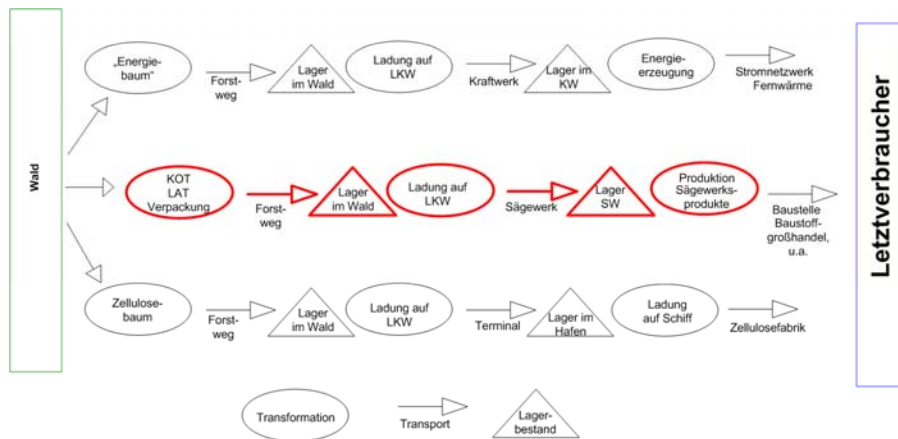 Wald
„Energie-
baum“
Forst-
weg
Lager
im Wald
Ladung auf
LKW
Kraftwerk
Lager im
KW
Energie-
erzeugung
Stromnetzwerk
Fernwärme
KOT
LAT
Verpackung
Forst-
weg
Lager
im Wald
Ladung auf
LKW
Sägewerk
Lager
SW
Produktion
Sägewerks-
produkte
Baustelle
Baustoff-
großhandel,
u.a.
Zellulose-
baum
Forst-
weg
Lager
im Wald
Ladung auf
LKW
Terminal
Lager im
Hafen
Ladung
auf Schiff
Zellulosefabrik
Letztverbraucher
Transformation
Transport
Lager-
bestand